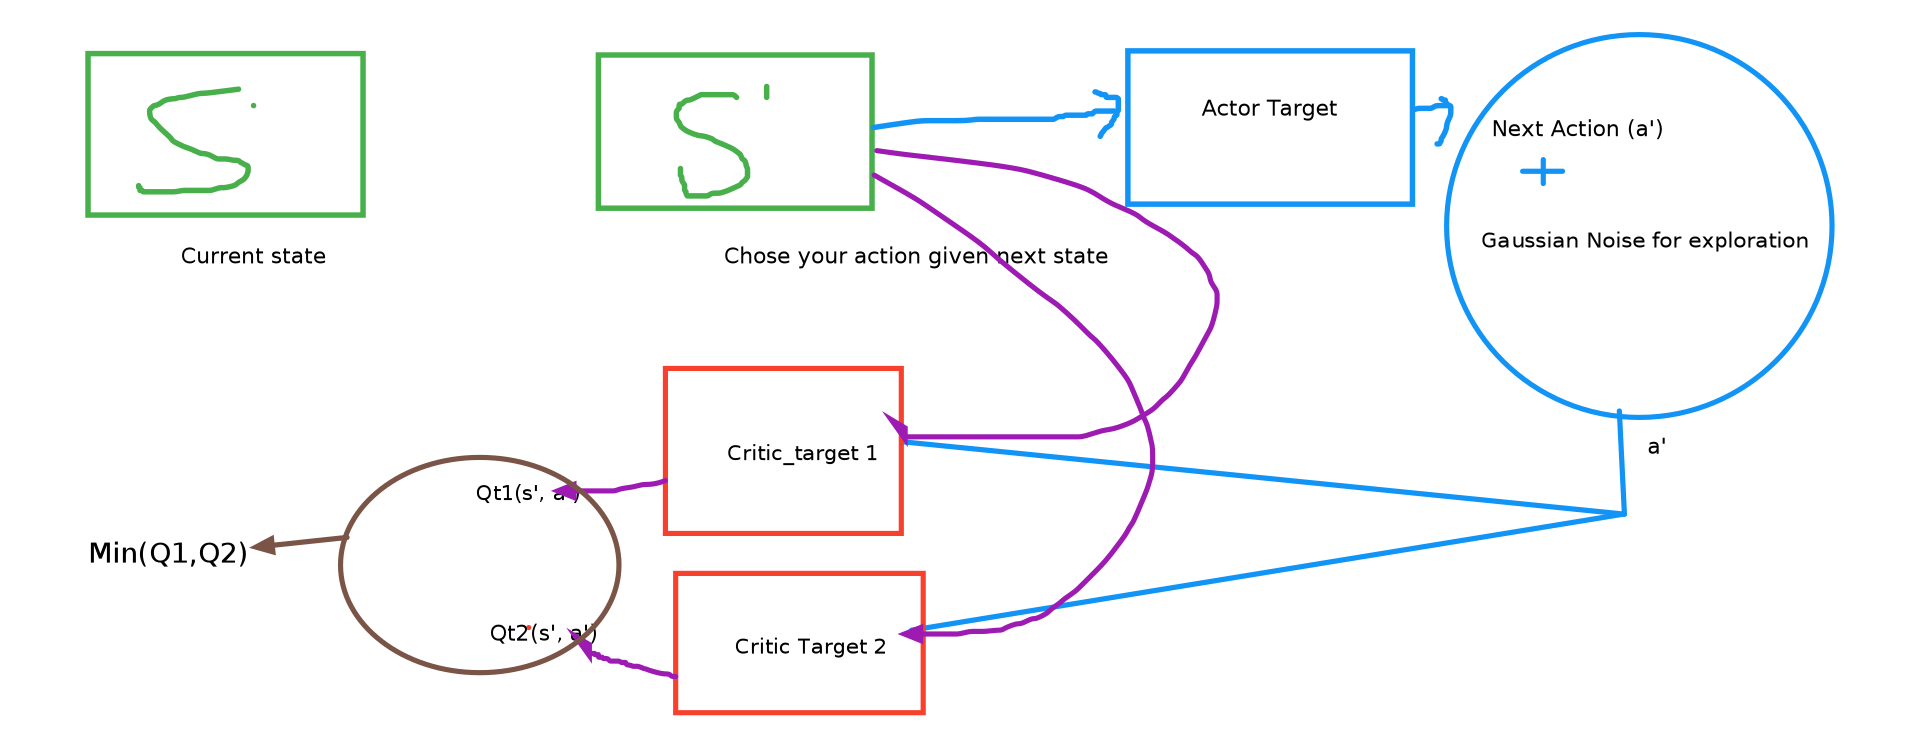 S
S'
Actor Target
Next Action (a')
+
Gaussian Noise for exploration
Current state
Chose your action given next state
Critic_target 1
a'
Qt1(s', a')
Min(Q1,Q2)
Qt2(s', a')
Critic Target 2